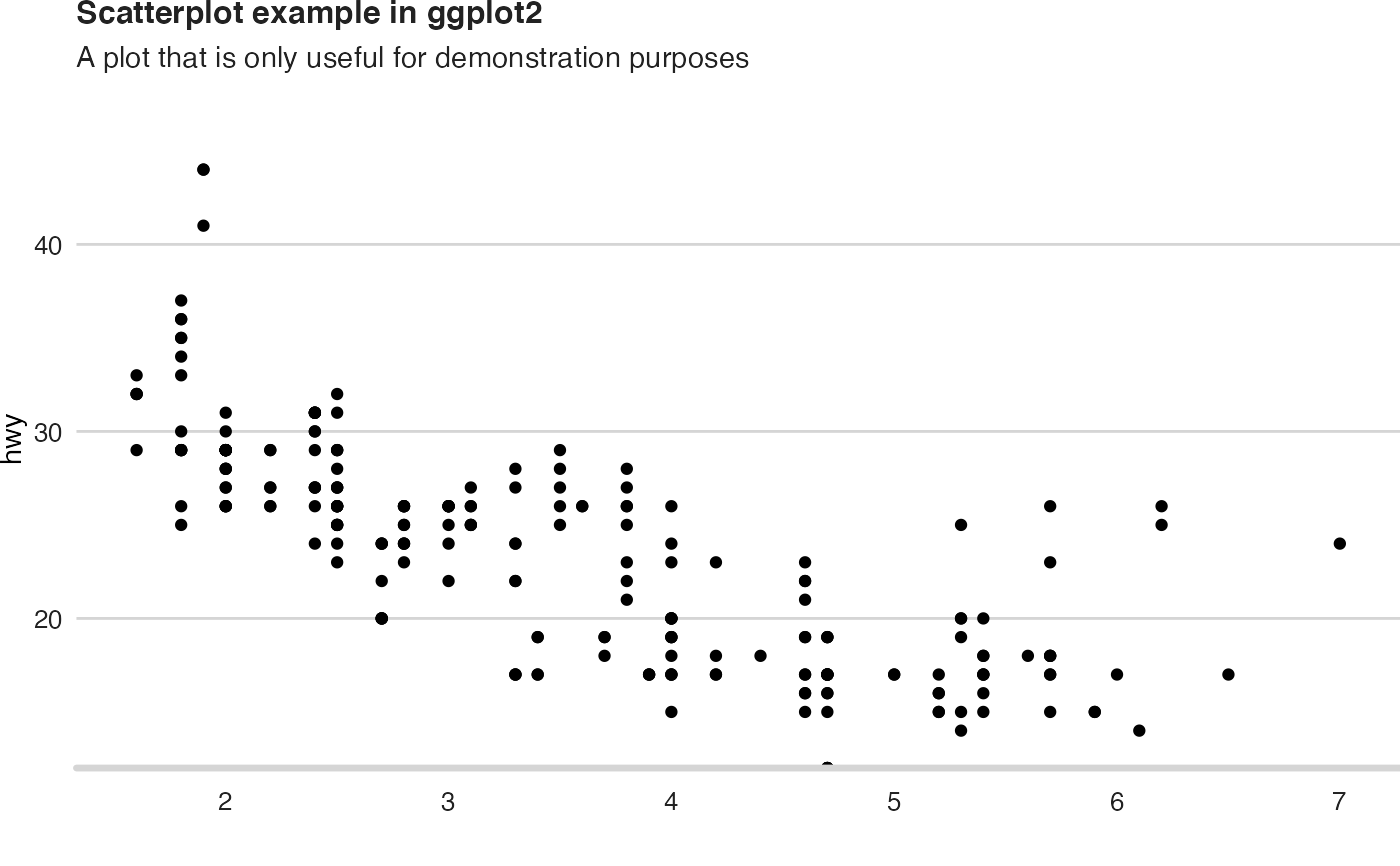 Scatterplot example in ggplot2
A plot that is only useful for demonstration purposes
hwy
40
30
20
2 3 4 5 6 7